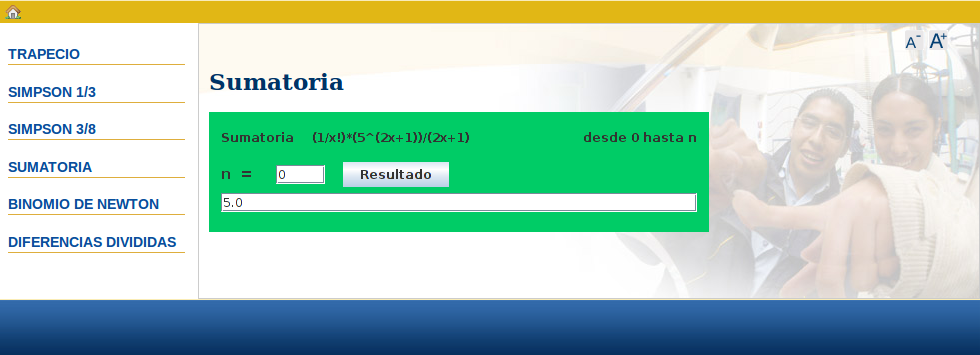 A- A+
TRAPECIO
SIMPSON 1/3
SIMPSON 3/8
SUMATORIA
BINOMIO DE NEWTON
DIFERENCIAS DIVIDIDAS
Sumatoria
Sumatoria (1/x!)*(5^(2x+1))/(2x+1) desde 0 hasta n
n = 0 Resultado
5.0